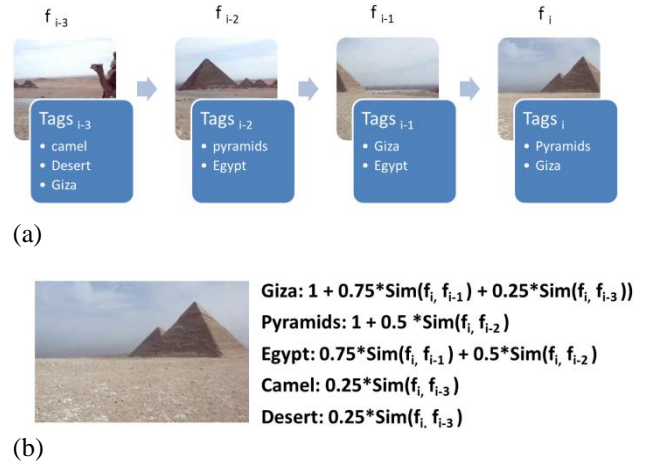 f i-3 f i-2 f i-1 f i
Tags i-3
• camel
• Desert
• Giza
Tags i-2
• pyramids
• Egypt
Tags i-1
• Giza
• Egypt
Tags i
• Pyramids
• Giza
(a)
Giza: 1 + 0.75*Sim(fi, fi-1) + 0.25*Sim(fi, fi-3))
Pyramids: 1 + 0.5 *Sim(fi, fi-2)
Egypt: 0.75*Sim(fi, fi-1) + 0.5*Sim(fi, fi-2)
Camel: 0.25*Sim(fi, fi-3)
Desert: 0.25*Sim(fi, fi-3)
(b)